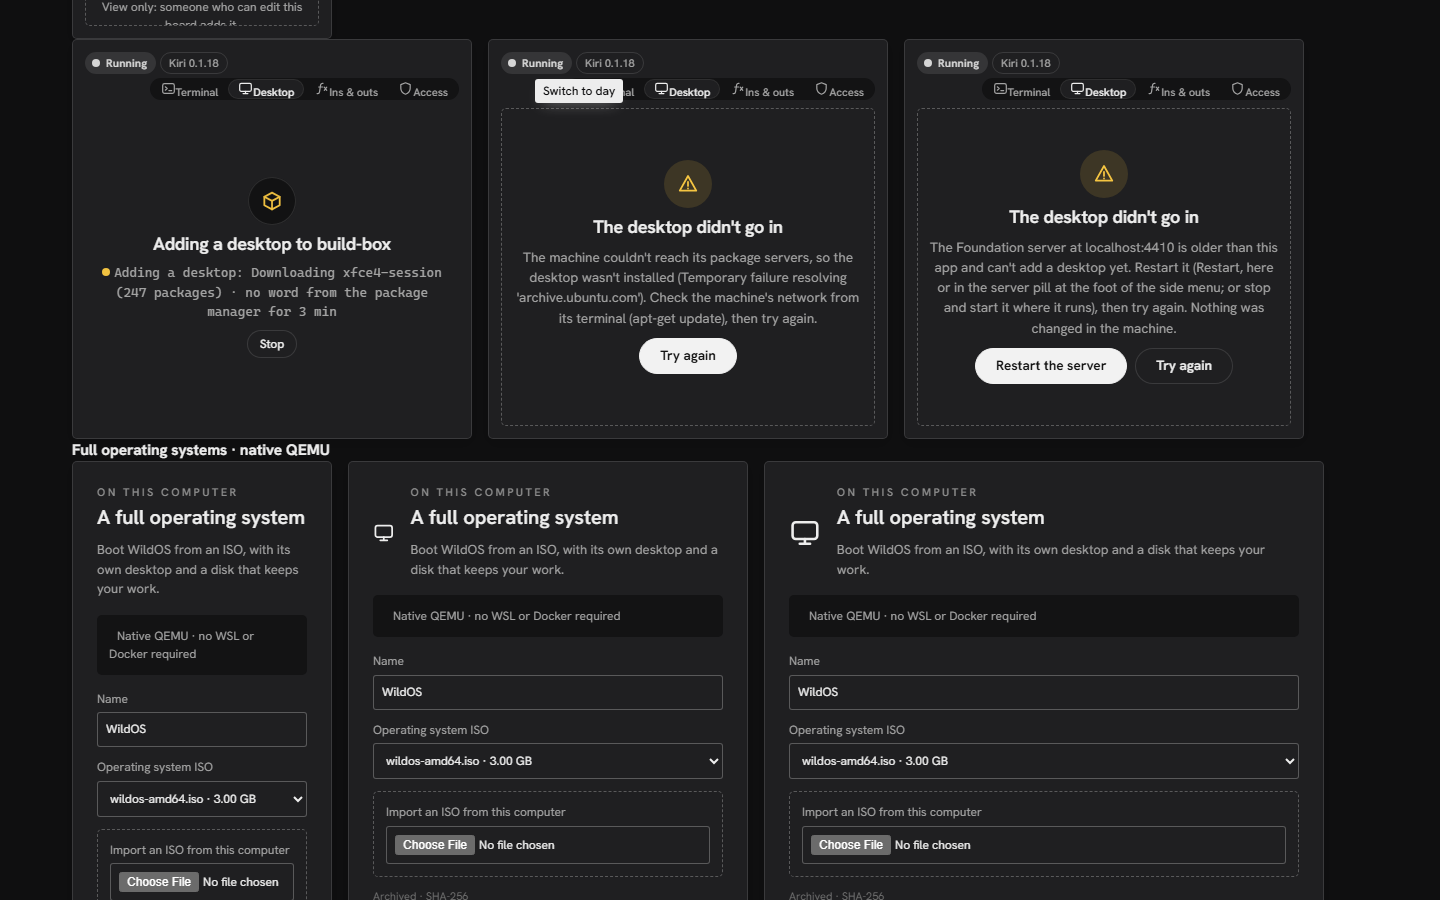 View only: someone who can edit this
board adds it
Running
Kiri 0.1.18
Terminal
Desktop
Ins & outs
Access
Adding a desktop to build-box
Adding a desktop: Downloading xfce4-session
(247 packages) · no word from the package
manager for 3 min
Stop
Running
Kiri 0.1.18
Switch to day
nal
Desktop
Ins & outs
Access
The desktop didn't go in
The machine couldn't reach its package servers, so the
desktop wasn't installed (Temporary failure resolving
'archive.ubuntu.com'). Check the machine's network from
its terminal (apt-get update), then try again.
Try again
Running
Kiri 0.1.18
Terminal
Desktop
Ins & outs
Access
The desktop didn't go in
The Foundation server at localhost:4410 is older than this
app and can't add a desktop yet. Restart it (Restart, here
or in the server pill at the foot of the side menu; or stop
and start it where it runs), then try again. Nothing was
changed in the machine.
Restart the server
Try again
Full operating systems · native QEMU
ON THIS COMPUTER
A full operating system
Boot WildOS from an ISO, with its
own desktop and a disk that keeps
your work.
Native QEMU · no WSL or
Docker required
Name
WildOS
Operating system ISO
wildos-amd64.iso · 3.00 GB
Import an ISO from this computer
Choose File No file chosen
ON THIS COMPUTER
A full operating system
Boot WildOS from an ISO, with its own desktop and a
disk that keeps your work.
Native QEMU · no WSL or Docker required
Name
WildOS
Operating system ISO
wildos-amd64.iso · 3.00 GB
Import an ISO from this computer
Choose File No file chosen
Archived · SHA-256
ON THIS COMPUTER
A full operating system
Boot WildOS from an ISO, with its own desktop and a disk that keeps your
work.
Native QEMU · no WSL or Docker required
Name
WildOS
Operating system ISO
wildos-amd64.iso · 3.00 GB
Import an ISO from this computer
Choose File No file chosen
Archived · SHA-256